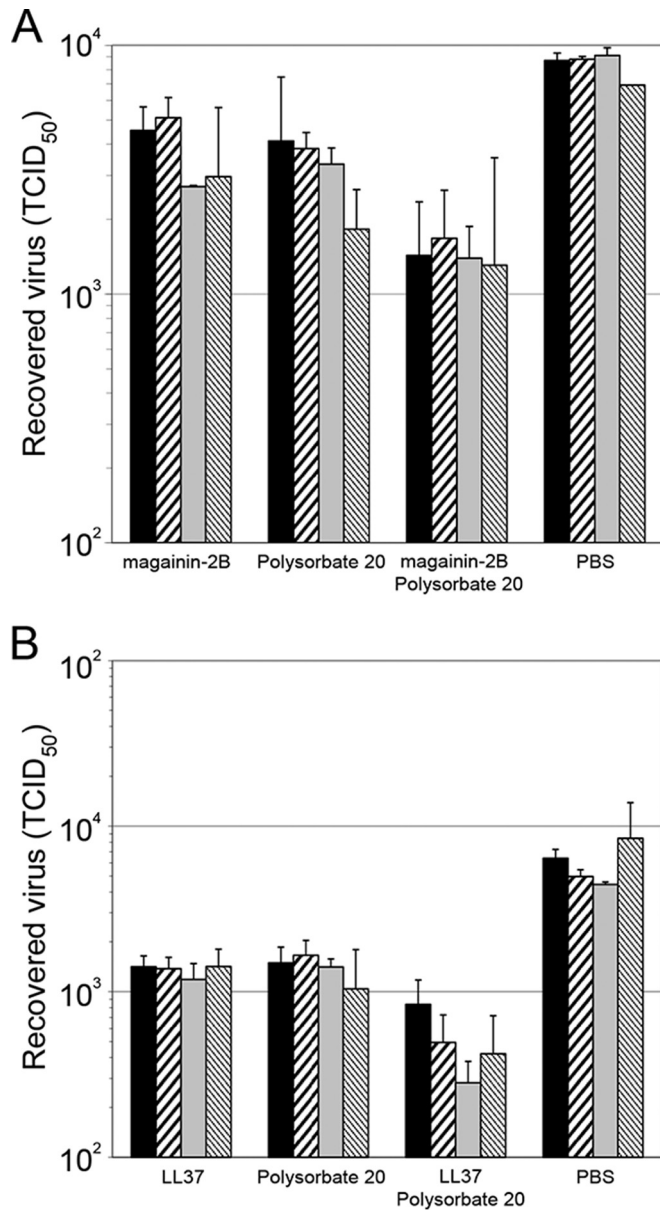 A
Recovered virus (TCID50)
10^4
10^3
10^2
magainin-2B
Polysorbate 20
magainin-2B
Polysorbate 20
PBS
B
Recovered virus (TCID50)
10^2
10^4
10^3
10^2
LL37
Polysorbate 20
LL37
Polysorbate 20
PBS